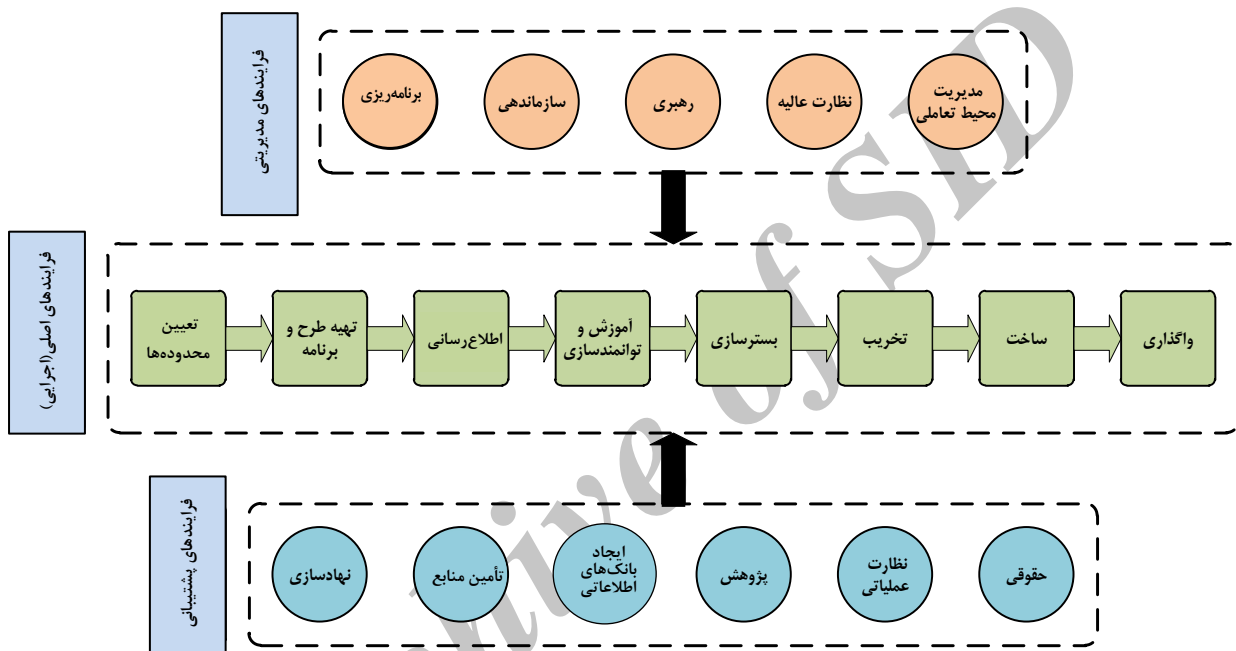 فرایندهای مدیریتی
برنامه‌ریزی
سازماندهی
رهبری
نظارت عالیه
مدیریت
محیط تعاملی
فرایندهای اصلی(اجرایی)
تعیین
محدوده‌ها
تهیه طرح و
برنامه
اطلاع‌رسانی
آموزش و
توانمندسازی
بسترسازی
تخریب
ساخت
واگذاری
فرایندهای پشتیبانی
نهادسازی
تأمین منابع
ایجاد
بانک‌های
اطلاعاتی
پژوهش
نظارت
عملیاتی
حقوقی
hive of SID